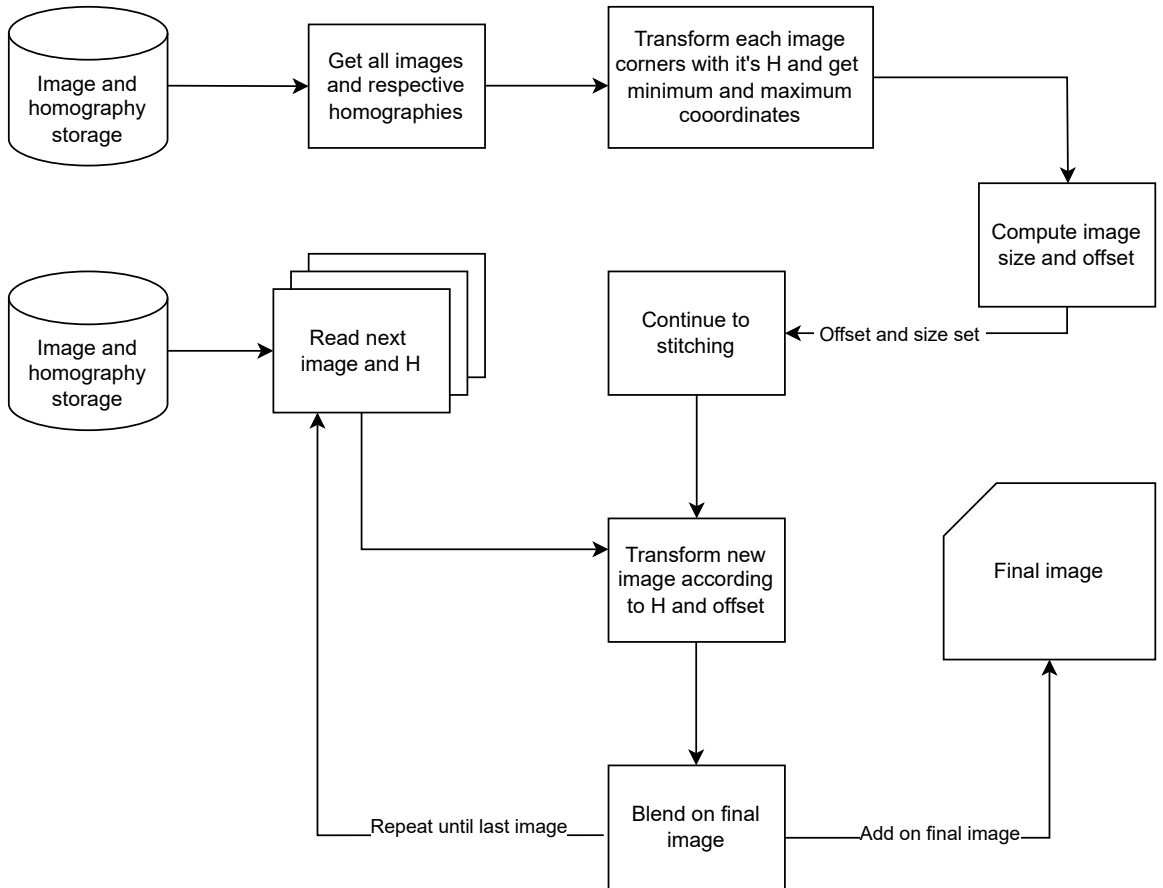 Image and
homography
storage
Get all images
and respective
homographies
Transform each image
corners with it's H and get
minimum and maximum
cooordinates
Compute image
size and offset
Image and
homography
storage
Read next
image and H
Continue to
stitching
Offset and size set
Transform new
image according
to H and offset
Final image
Repeat until last image
Blend on final
image
Add on final image